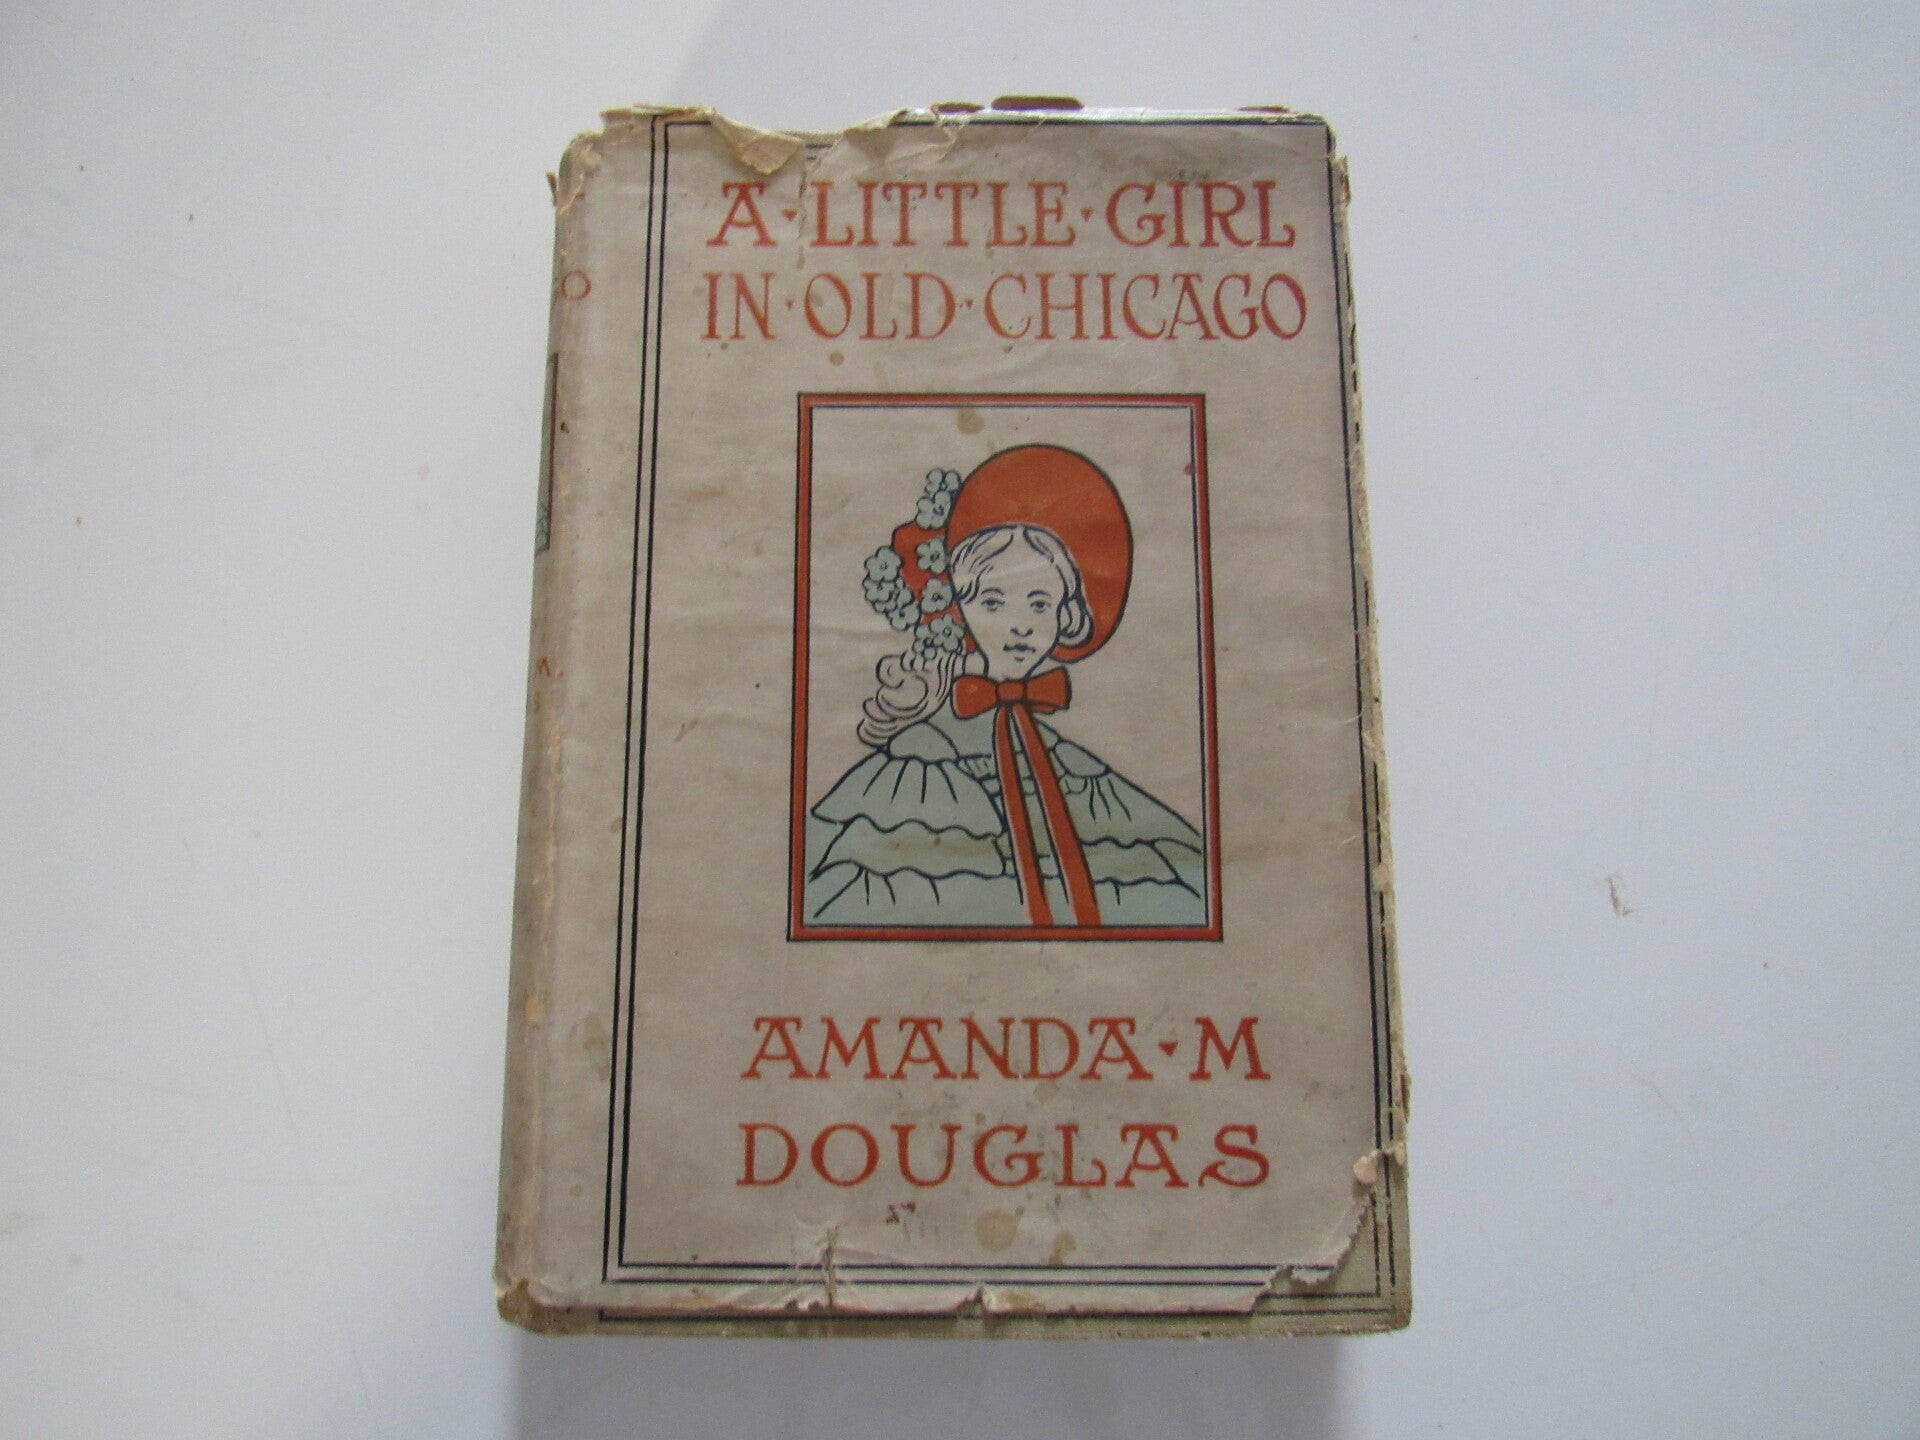 A·LITTLE·GIRL
IN·OLD·CHICAGO
AMANDA·M
DOUGLAS
O
M.
S